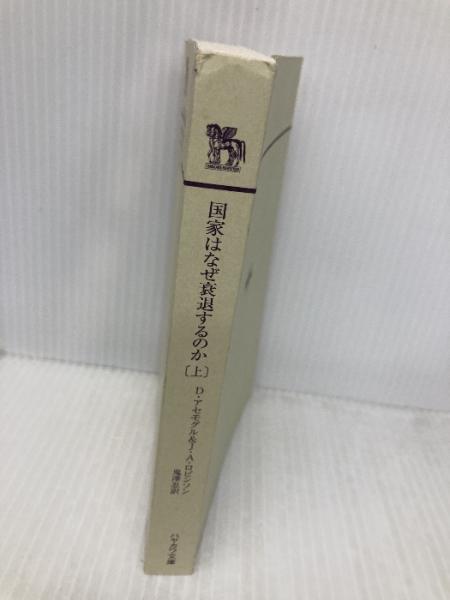 国家はなぜ衰退するのか〔上〕
D・アセモグル&J・A・ロビンソン
鬼澤忍訳
ハヤカワ文庫